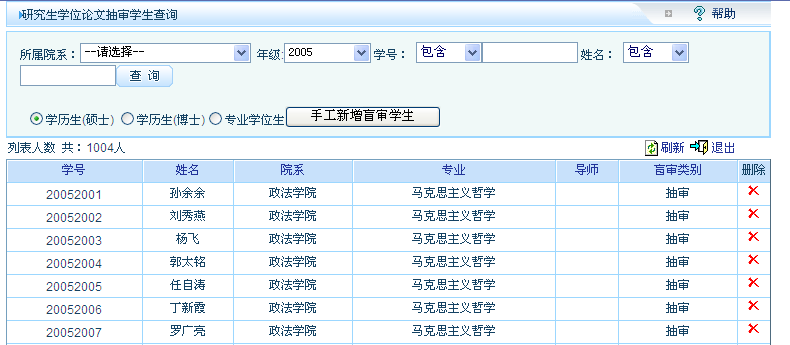 研究生学位论文抽审学生查询 帮助
所属院系： --请选择-- 年级: 2005 学号： 包含 姓名： 包含
查 询
学历生(硕士) 学历生(博士) 专业学位生 手工新增盲审学生
列表人数 共：1004人 刷新 退出
学号 姓名 院系 专业 导师 盲审类别 删除
20052001 孙余余 政法学院 马克思主义哲学 抽审
20052002 刘秀燕 政法学院 马克思主义哲学 抽审
20052003 杨飞 政法学院 马克思主义哲学 抽审
20052004 郭太铭 政法学院 马克思主义哲学 抽审
20052005 任自涛 政法学院 马克思主义哲学 抽审
20052006 丁新霞 政法学院 马克思主义哲学 抽审
20052007 罗广亮 政法学院 马克思主义哲学 抽审